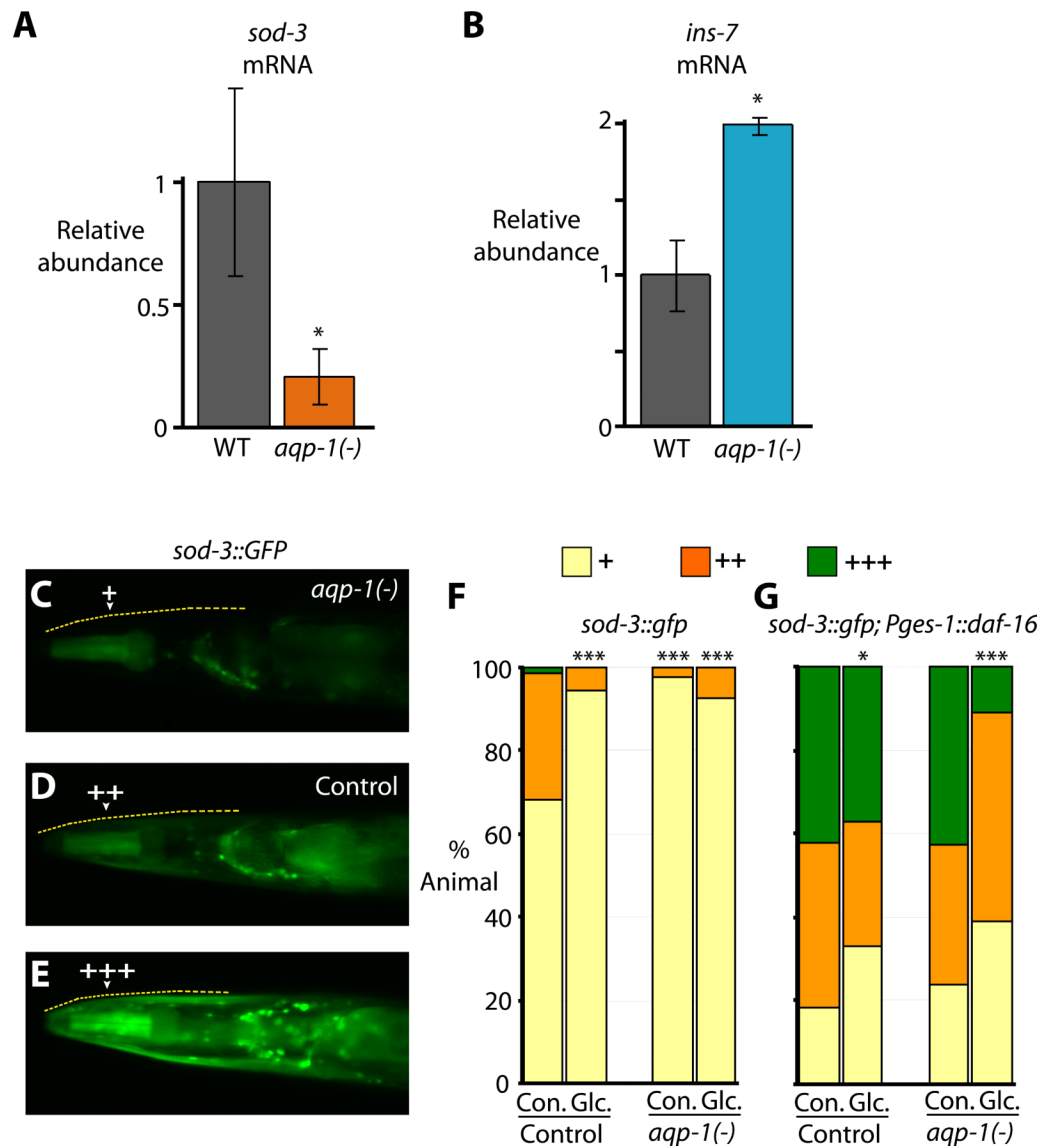 A
sod-3
mRNA
1
Relative
abundance
0.5
*
0
WT aqp-1(-)
B
ins-7
mRNA
*
2
Relative
abundance
1
0
WT aqp-1(-)
sod-3::GFP
C + aqp-1(-)
D ++ Control
E +++
+ ++ +++
F
sod-3::gfp
*** *** ***
100
80
60
%
Animal
40
20
0
Con. Glc. Con. Glc.
Control aqp-1(-)
G
sod-3::gfp; Pges-1::daf-16
* ***
Con. Glc. Con. Glc.
Control aqp-1(-)